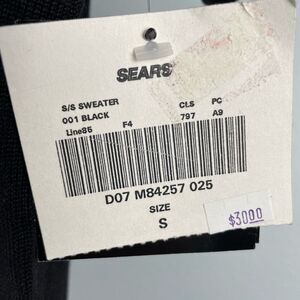 SEARS
S/S SWEATER CLS PC
001 BLACK 797 A9
Line85 F4
D07 M84257 025
SIZE
S
$30.00